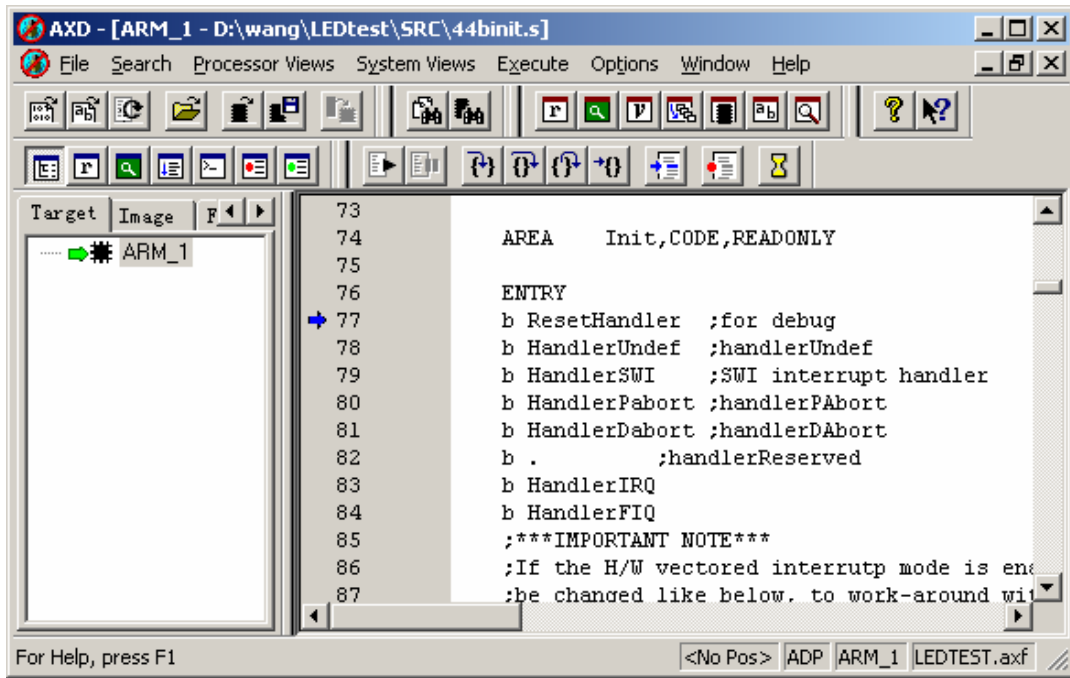 AXD - [ARM_1 - D:\wang\LEDtest\SRC\44binit.s]
File Search Processor Views System Views Execute Options Window Help
Target Image F
ARM_1
73
74 AREA Init,CODE,READONLY
75
76 ENTRY
77 b ResetHandler ;for debug
78 b HandlerUndef ;handlerUndef
79 b HandlerSWI ;SWI interrupt handler
80 b HandlerPabort ;handlerPAbort
81 b HandlerDabort ;handlerDAbort
82 b . ;handlerReserved
83 b HandlerIRQ
84 b HandlerFIQ
85 ;***IMPORTANT NOTE***
86 ;If the H/W vectored interrutp mode is ena
87 ;be changed like below, to work-around wit
For Help, press F1
<No Pos> ADP ARM_1 LEDTEST.axf